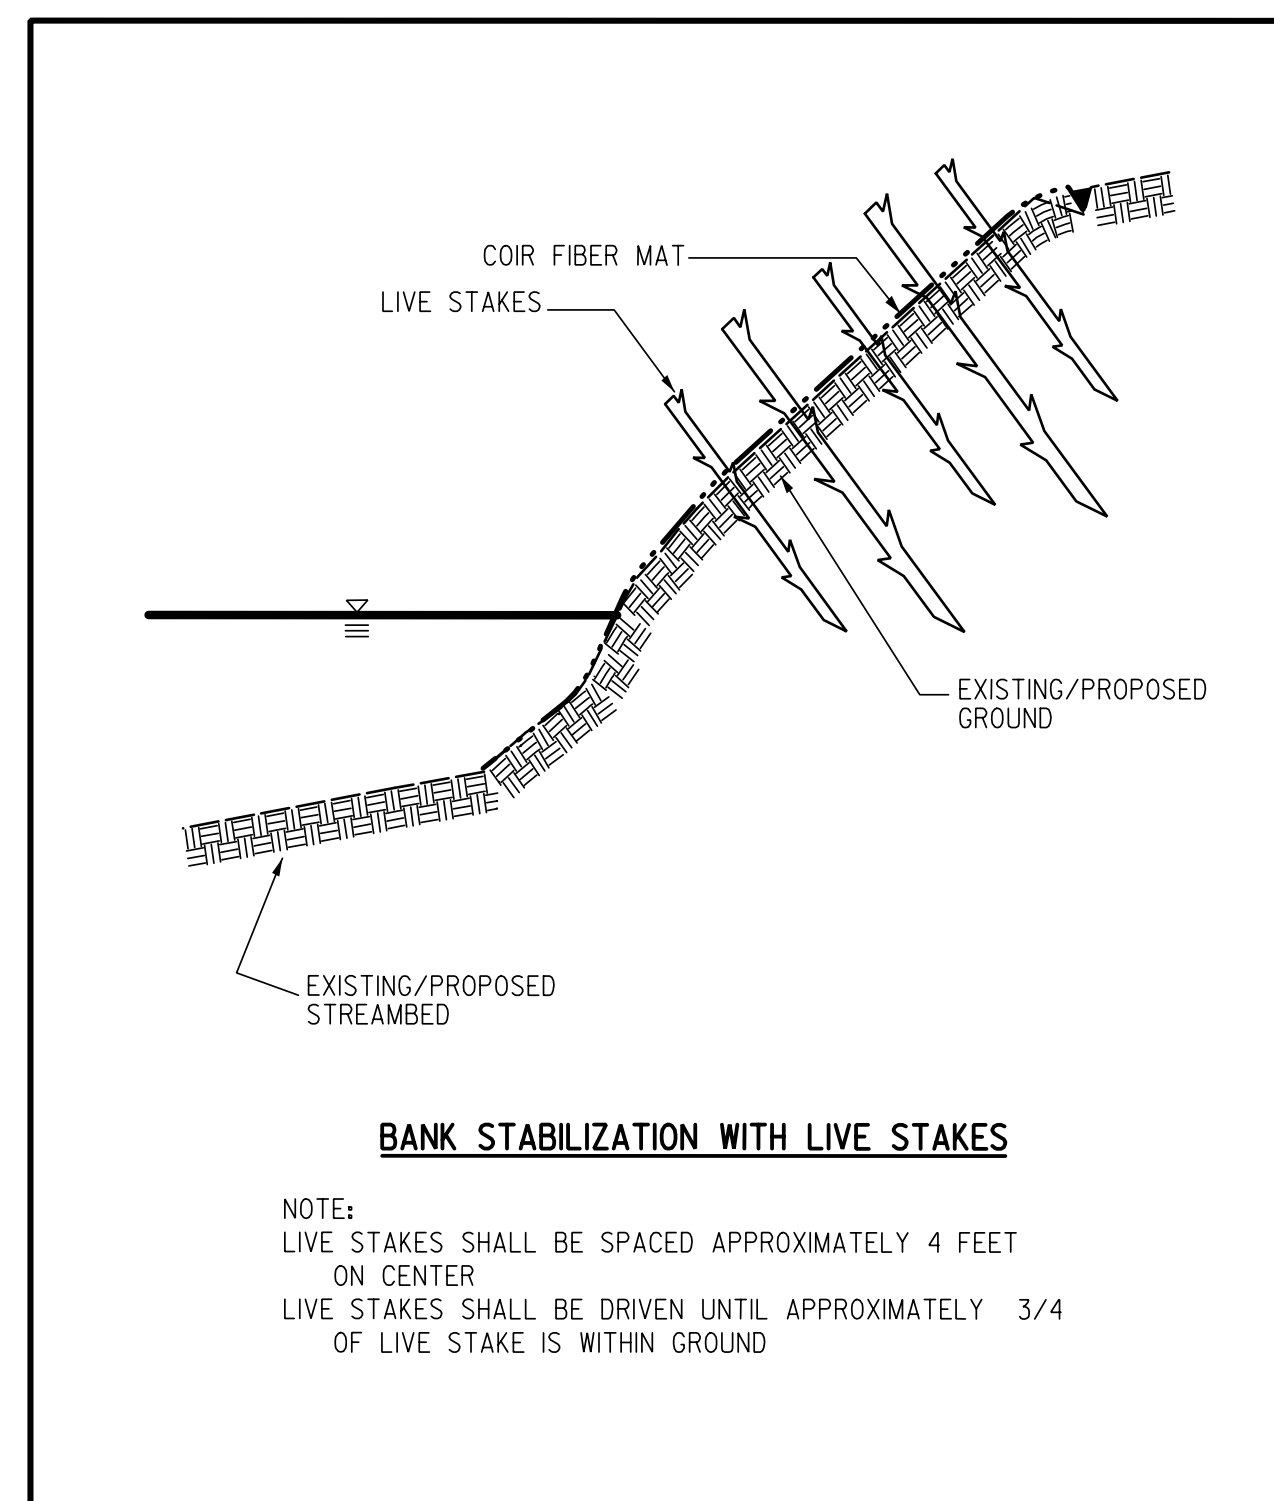 COIR FIBER MAT
LIVE STAKES
EXISTING/PROPOSED
GROUND
EXISTING/PROPOSED
STREAMBED
BANK STABILIZATION WITH LIVE STAKES
NOTE:
LIVE STAKES SHALL BE SPACED APPROXIMATELY 4 FEET
ON CENTER
LIVE STAKES SHALL BE DRIVEN UNTIL APPROXIMATELY 3/4
OF LIVE STAKE IS WITHIN GROUND